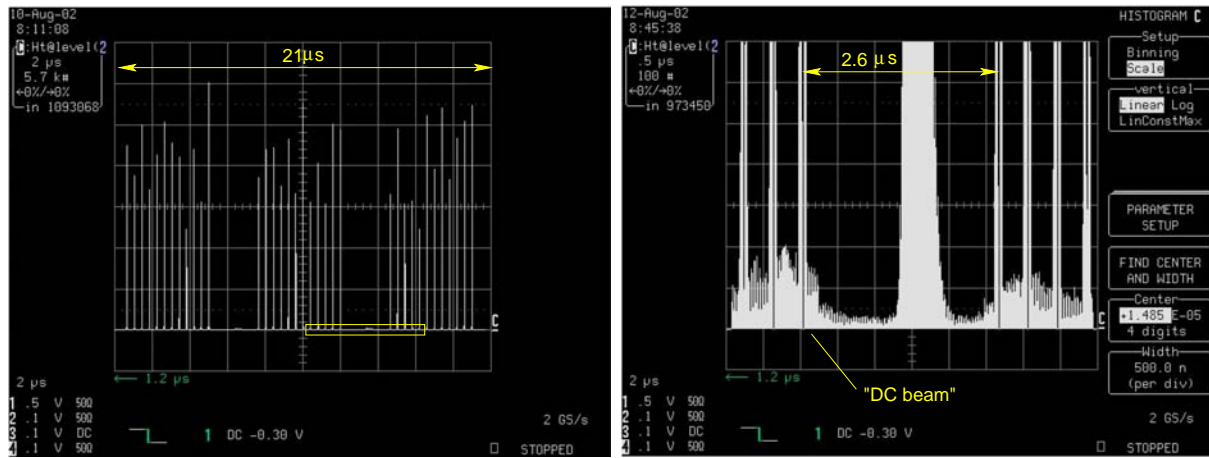 10-Aug-02
8:11:08
C:Ht@level(2
2 µs
5.7 k#
←0%/→0%
in 1093068
21µs
C
2 µs
← 1.2 µs
1 .5 V 50Ω
2 .1 V 50Ω
3 .1 V DC
4 .1 V 50Ω
1 DC -0.30 V
2 GS/s
STOPPED
12-Aug-02
8:45:38
C:Ht@level(2
.5 µs
100 #
←0%/→0%
in 973450
2.6 µs
C
2 µs
← 1.2 µs
"DC beam"
1 .5 V 50Ω
2 .1 V 50Ω
3 .1 V DC
4 .1 V 50Ω
1 DC -0.30 V
2 GS/s
STOPPED
HISTOGRAM C
Setup
Binning
Scale
vertical
Linear Log
LinConstMax
PARAMETER
SETUP
FIND CENTER
AND WIDTH
Center
+1.485 E-05
4 digits
Width
500.0 n
(per div)